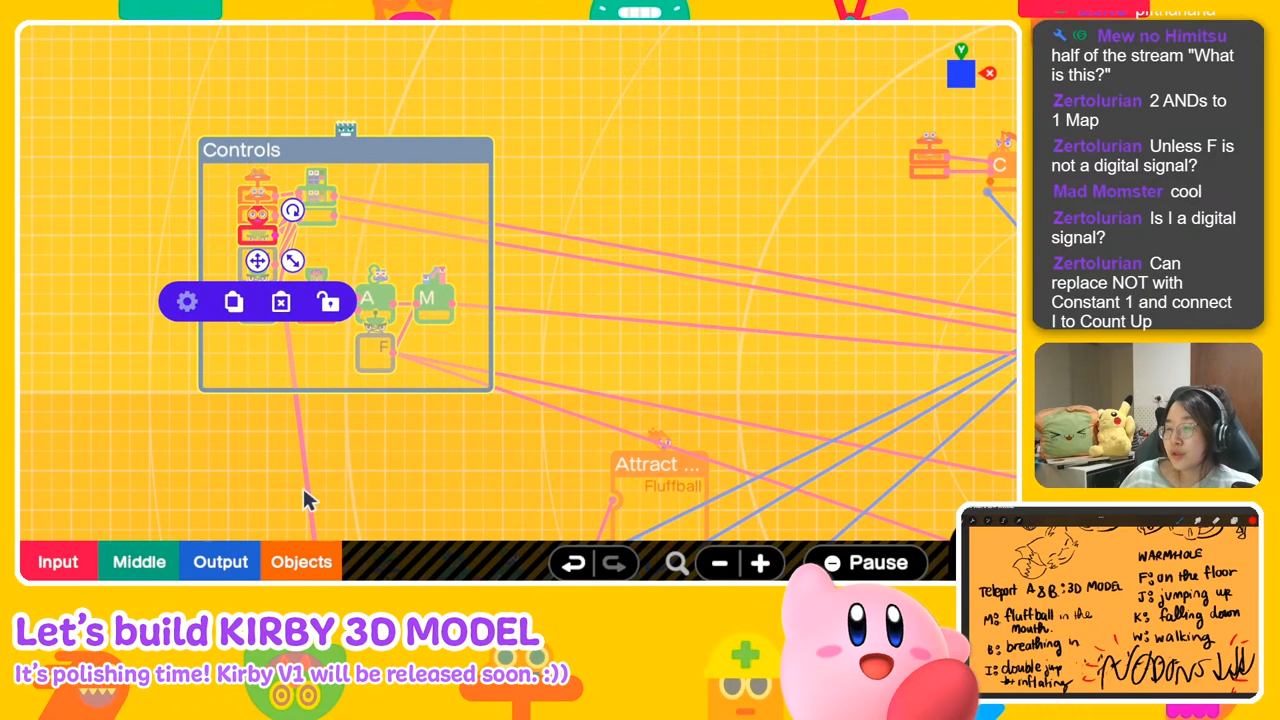 Controls
A
M
F
Y
X
C
Attract ...
Fluffball
Input
Middle
Output
Objects
Pause
Mew no Himitsu
half of the stream "What
is this?"
Zertolurian 2 ANDs to
1 Map
Zertolurian Unless F is
not a digital signal?
Mad Momster cool
Zertolurian Is I a digital
signal?
Zertolurian Can
replace NOT with
Constant 1 and connect
I to Count Up
Let's build KIRBY 3D MODEL
It's polishing time! Kirby V1 will be released soon. :))
Teleport A&B: 3D MODEL
M: fluffball in the
mouth.
B: breathing in
I: double jump
inflating
WARMHOLE
F: on the floor
J: jumping up
K: falling down
W: walking